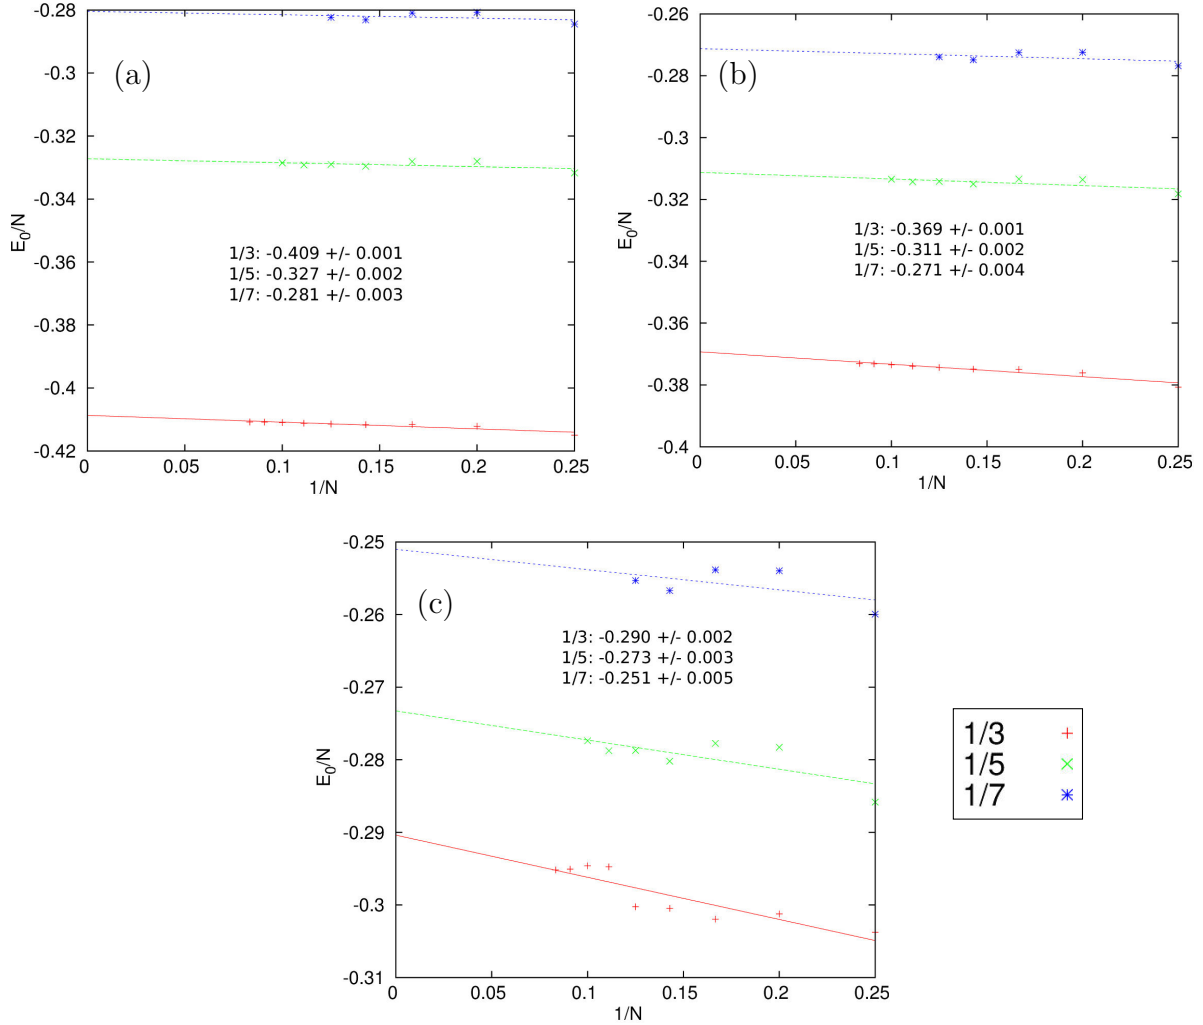 -0.28
-0.3
-0.32
-0.34
-0.36
-0.38
-0.4
-0.42
E0/N
(a)
1/3: -0.409 +/- 0.001
1/5: -0.327 +/- 0.002
1/7: -0.281 +/- 0.003
0 0.05 0.1 0.15 0.2 0.25
1/N
-0.26
-0.28
-0.3
-0.32
-0.34
-0.36
-0.38
-0.4
E0/N
(b)
1/3: -0.369 +/- 0.001
1/5: -0.311 +/- 0.002
1/7: -0.271 +/- 0.004
0 0.05 0.1 0.15 0.2 0.25
1/N
-0.25
-0.26
-0.27
-0.28
-0.29
-0.3
-0.31
E0/N
(c)
1/3: -0.290 +/- 0.002
1/5: -0.273 +/- 0.003
1/7: -0.251 +/- 0.005
0 0.05 0.1 0.15 0.2 0.25
1/N
1/3
1/5
1/7